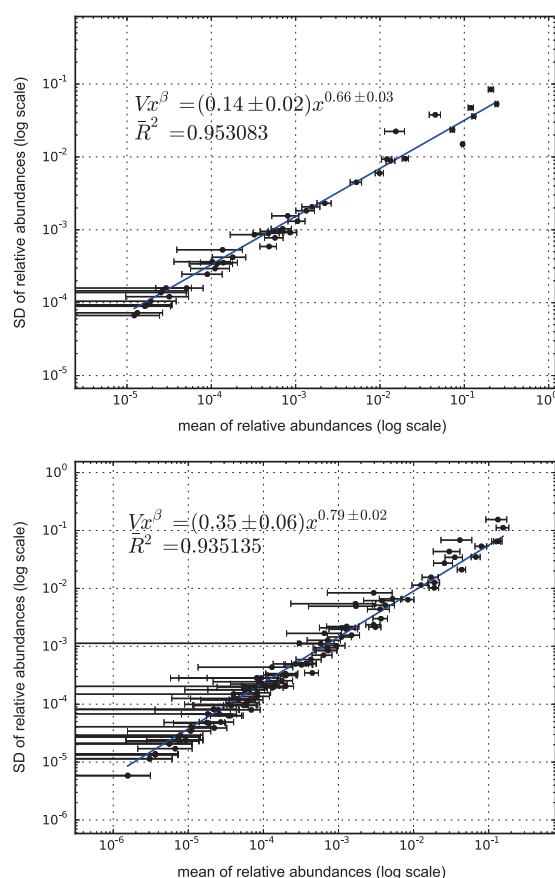 10⁻¹
10⁻²
10⁻³
10⁻⁴
10⁻⁵
SD of relative abundances (log scale)
Vx^β =(0.14±0.02)x^0.66±0.03
R̄² =0.953083
10⁻⁵ 10⁻⁴ 10⁻³ 10⁻² 10⁻¹ 10⁰
mean of relative abundances (log scale)
10⁰
10⁻¹
10⁻²
10⁻³
10⁻⁴
10⁻⁵
10⁻⁶
SD of relative abundances (log scale)
Vx^β =(0.35±0.06)x^0.79±0.02
R̄² =0.935135
10⁻⁶ 10⁻⁵ 10⁻⁴ 10⁻³ 10⁻² 10⁻¹
mean of relative abundances (log scale)